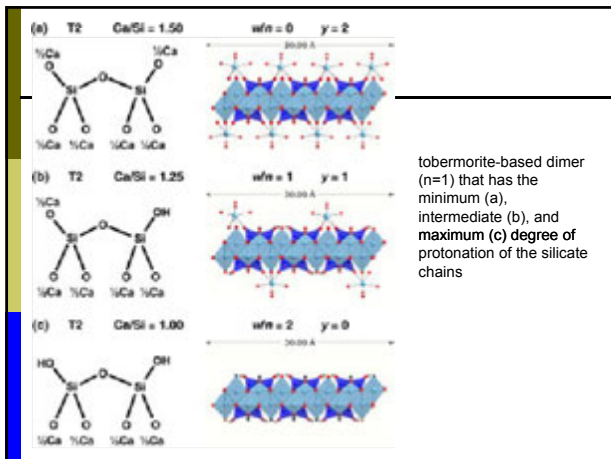 (a) T2 Ca/Si = 1.50 w/n = 0 y = 2
½Ca ½Ca
O O
O
Si Si
O O O O
½Ca ½Ca ½Ca ½Ca
(b) T2 Ca/Si = 1.25 w/n = 1 y = 1
½Ca
O OH
O
Si Si
O O O O
½Ca ½Ca ½Ca ½Ca
(c) T2 Ca/Si = 1.00 w/n = 2 y = 0
HO OH
O
Si Si
O O O O
½Ca ½Ca ½Ca ½Ca
tobermorite-based dimer
(n=1) that has the
minimum (a),
intermediate (b), and
maximum (c) degree of
protonation of the silicate
chains